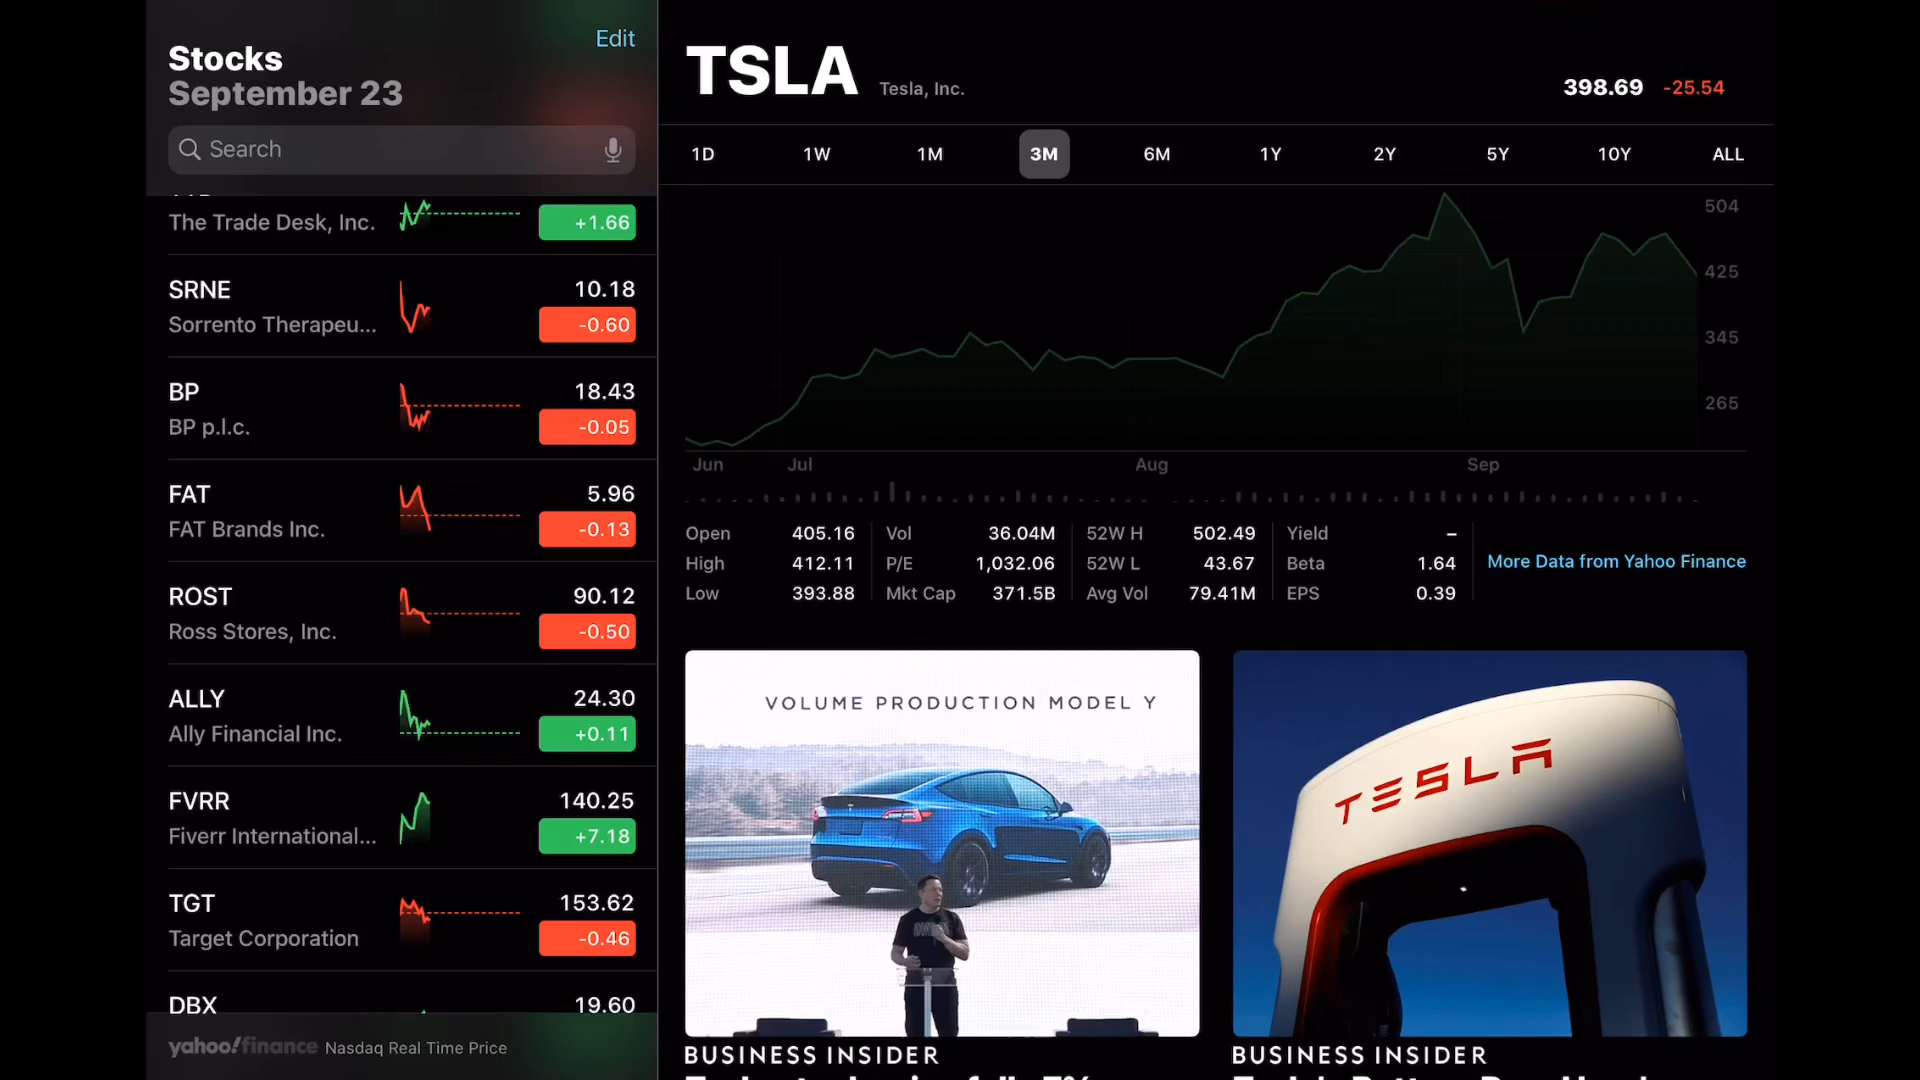 Stocks
September 23
Edit
Search
The Trade Desk, Inc.
+1.66
SRNE
10.18
Sorrento Therapeu...
-0.60
BP
18.43
BP p.l.c.
-0.05
FAT
5.96
FAT Brands Inc.
-0.13
ROST
90.12
Ross Stores, Inc.
-0.50
ALLY
24.30
Ally Financial Inc.
+0.11
FVRR
140.25
Fiverr International...
+7.18
TGT
153.62
Target Corporation
-0.46
DBX
19.60
yahoo!finance Nasdaq Real Time Price
TSLA Tesla, Inc.
398.69 -25.54
1D 1W 1M 3M 6M 1Y 2Y 5Y 10Y ALL
504
425
345
265
Jun Jul Aug Sep
Open 405.16 Vol 36.04M 52W H 502.49 Yield –
High 412.11 P/E 1,032.06 52W L 43.67 Beta 1.64
Low 393.88 Mkt Cap 371.5B Avg Vol 79.41M EPS 0.39
More Data from Yahoo Finance
VOLUME PRODUCTION MODEL Y
TESLA
BUSINESS INSIDER
BUSINESS INSIDER